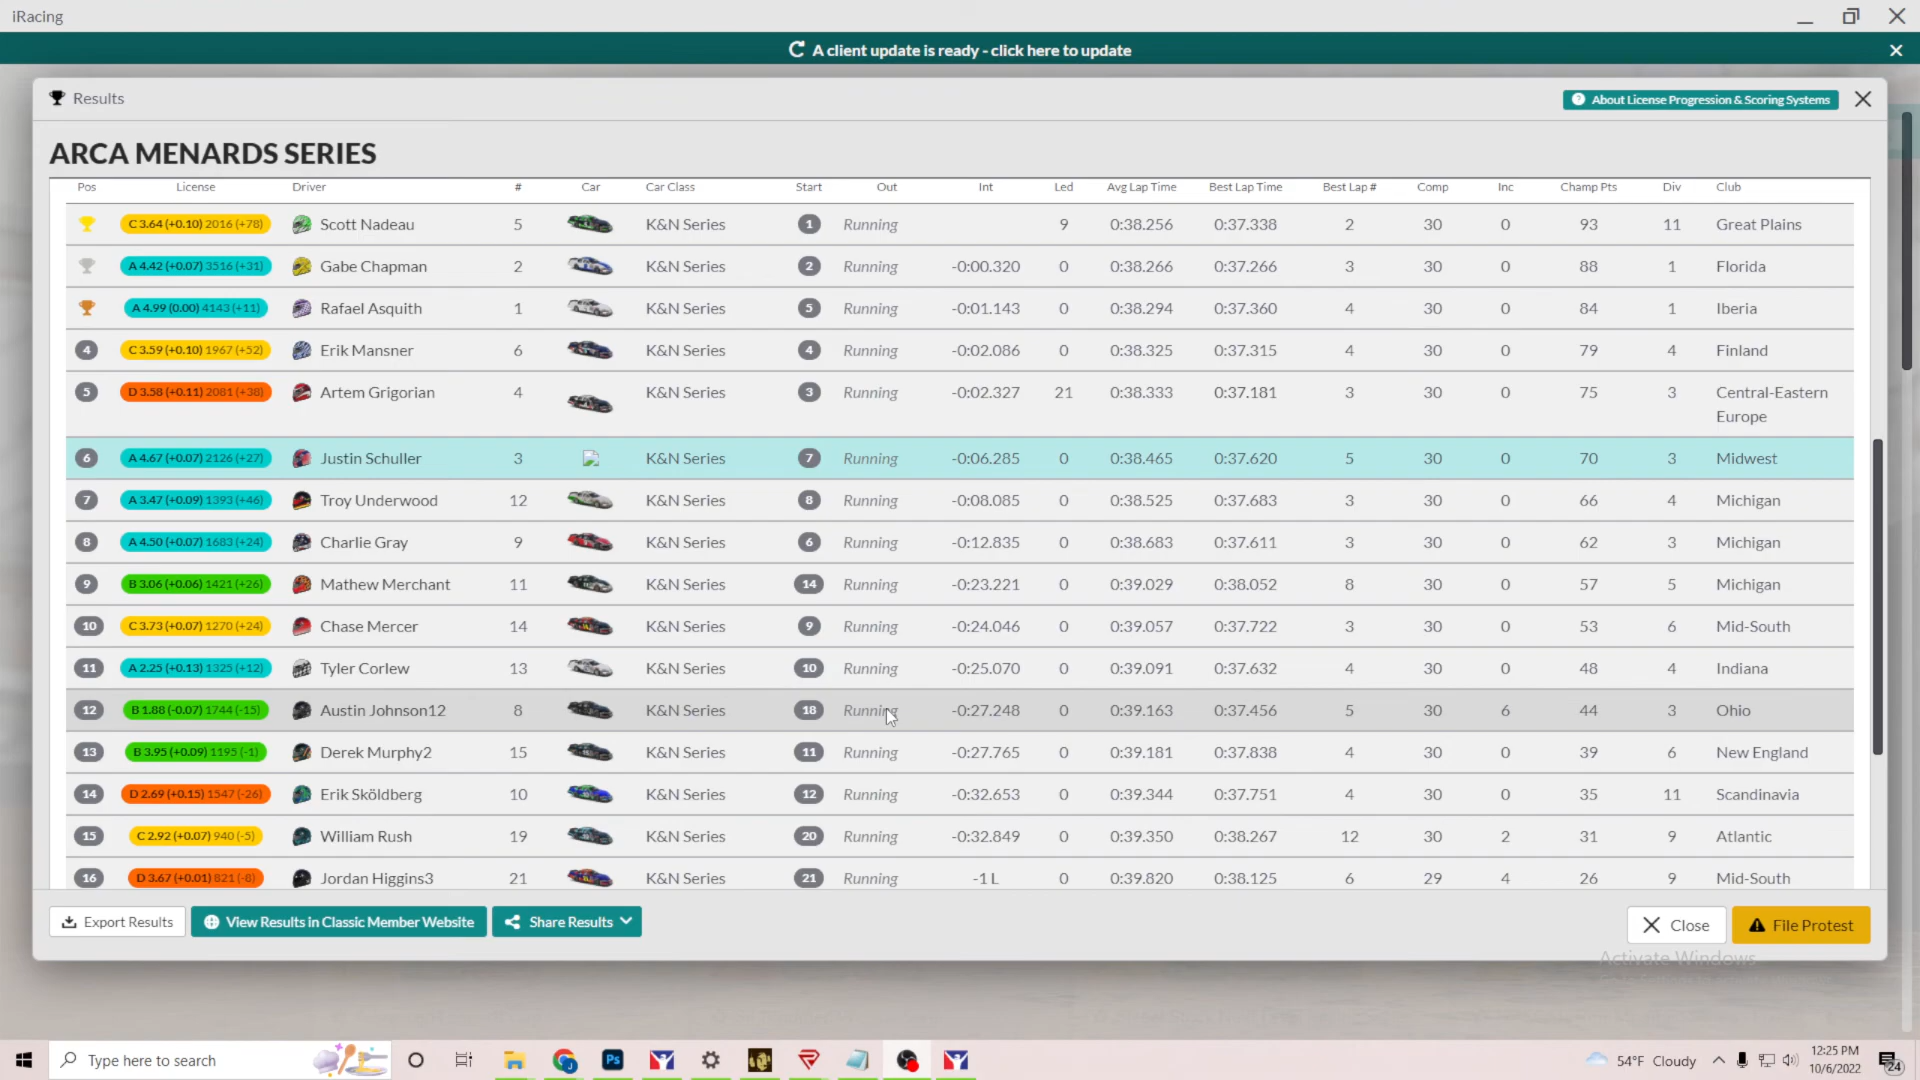 iRacing
A client update is ready - click here to update
Results
About License Progression & Scoring Systems
ARCA MENARDS SERIES
Pos License Driver # Car Car Class Start Out Int Led Avg Lap Time Best Lap Time Best Lap # Comp Inc Champ Pts Div Club
C 3.64 (+0.10) 2016 (+78) Scott Nadeau 5 K&N Series 1 Running 9 0:38.256 0:37.338 2 30 0 93 11 Great Plains
A 4.42 (+0.07) 3516 (+31) Gabe Chapman 2 K&N Series 2 Running -0:00.320 0 0:38.266 0:37.266 3 30 0 88 1 Florida
A 4.99 (0.00) 4143 (+11) Rafael Asquith 1 K&N Series 5 Running -0:01.143 0 0:38.294 0:37.360 4 30 0 84 1 Iberia
4 C 3.59 (+0.10) 1967 (+52) Erik Mansner 6 K&N Series 4 Running -0:02.086 0 0:38.325 0:37.315 4 30 0 79 4 Finland
5 D 3.58 (+0.11) 2081 (+38) Artem Grigorian 4 K&N Series 3 Running -0:02.327 21 0:38.333 0:37.181 3 30 0 75 3 Central-Eastern
Europe
6 A 4.67 (+0.07) 2126 (+27) Justin Schuller 3 K&N Series 7 Running -0:06.285 0 0:38.465 0:37.620 5 30 0 70 3 Midwest
7 A 3.47 (+0.09) 1393 (+46) Troy Underwood 12 K&N Series 8 Running -0:08.085 0 0:38.525 0:37.683 3 30 0 66 4 Michigan
8 A 4.50 (+0.07) 1683 (+24) Charlie Gray 9 K&N Series 6 Running -0:12.835 0 0:38.683 0:37.611 3 30 0 62 3 Michigan
9 B 3.06 (+0.06) 1421 (+26) Mathew Merchant 11 K&N Series 14 Running -0:23.221 0 0:39.029 0:38.052 8 30 0 57 5 Michigan
10 C 3.73 (+0.07) 1270 (+24) Chase Mercer 14 K&N Series 9 Running -0:24.046 0 0:39.057 0:37.722 3 30 0 53 6 Mid-South
11 A 2.25 (+0.13) 1325 (+12) Tyler Corlew 13 K&N Series 10 Running -0:25.070 0 0:39.091 0:37.632 4 30 0 48 4 Indiana
12 B 1.88 (-0.07) 1744 (-15) Austin Johnson12 8 K&N Series 18 Running -0:27.248 0 0:39.163 0:37.456 5 30 6 44 3 Ohio
13 B 3.95 (+0.09) 1195 (-1) Derek Murphy2 15 K&N Series 11 Running -0:27.765 0 0:39.181 0:37.838 4 30 0 39 6 New England
14 D 2.69 (+0.15) 1547 (-26) Erik Sköldberg 10 K&N Series 12 Running -0:32.653 0 0:39.344 0:37.751 4 30 0 35 11 Scandinavia
15 C 2.92 (+0.07) 940 (-5) William Rush 19 K&N Series 20 Running -0:32.849 0 0:39.350 0:38.267 12 30 2 31 9 Atlantic
16 D 3.67 (+0.01) 821 (-8) Jordan Higgins3 21 K&N Series 21 Running -1 L 0 0:39.820 0:38.125 6 29 4 26 9 Mid-South
Export Results View Results in Classic Member Website Share Results Close File Protest
Activate Windows
Type here to search Ps 54°F Cloudy 12:25 PM
10/6/2022 24